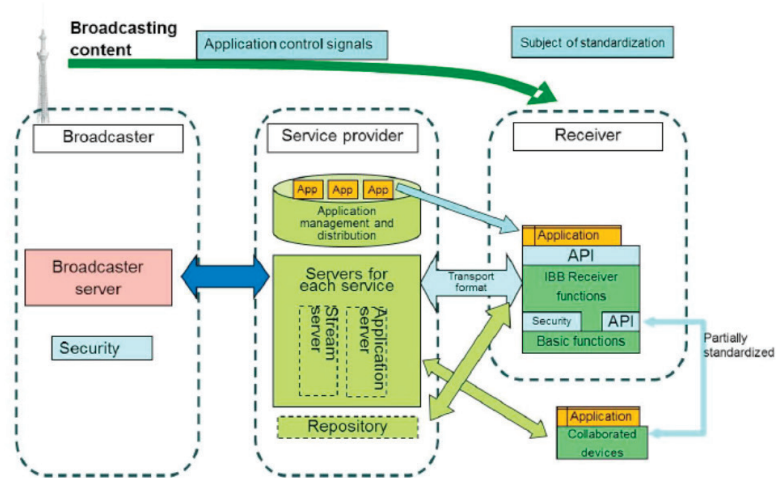 Broadcasting
content
Application control signals
Subject of standardization
Broadcaster
Service provider
Receiver
App App App
Application
management and
distribution
Application
API
Broadcaster
server
Servers for
each service
Transport
format
IBB Receiver
functions
Stream
server
Application
server
Security
API
Security
Basic functions
Partially
standardized
Repository
Application
Collaborated
devices